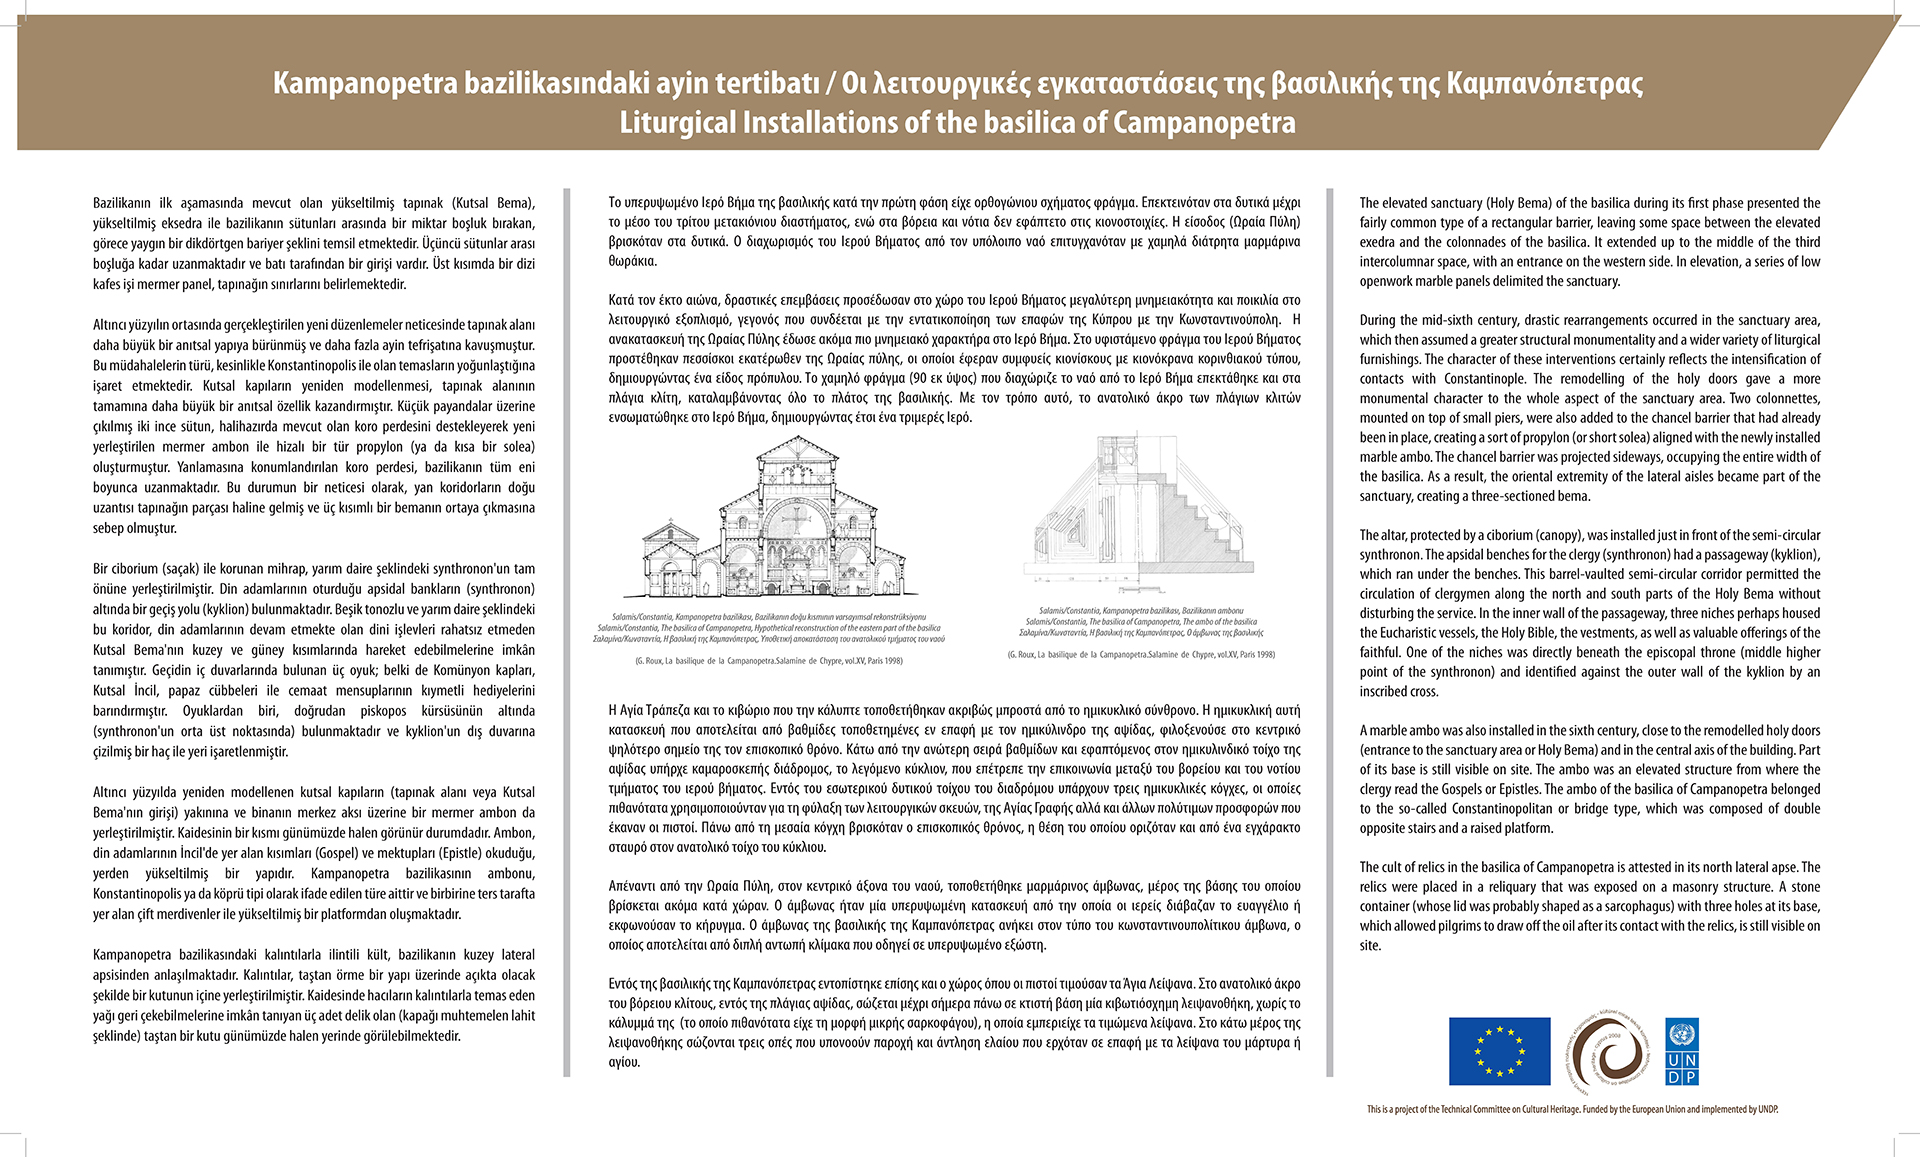 Kampanopetra bazilikasındaki ayin tertibatı / Οι λειτουργικές εγκαταστάσεις της βασιλικής της Καμπανόπετρας
Liturgical Installations of the basilica of Campanopetra
Bazilikanın ilk aşamasında mevcut olan yükseltilmiş tapınak (Kutsal Bema),
yükseltilmiş eksedra ile bazilikanın sütunları arasında bir miktar boşluk bırakan,
görece yaygın bir dikdörtgen bariyer şeklini temsil etmektedir. Üçüncü sütunlar arası
boşluğa kadar uzanmaktadır ve batı tarafından bir girişi vardır. Üst kısımda bir dizi
kafes işi mermer panel, tapınağın sınırlarını belirlemektedir.
Altıncı yüzyılın ortasında gerçekleştirilen yeni düzenlemeler neticesinde tapınak alanı
daha büyük bir anıtsal yapıya bürünmüş ve daha fazla ayin tefrişatına kavuşmuştur.
Bu müdahalelerin türü, kesinlikle Konstantinopolis ile olan temasların yoğunlaştığına
işaret etmektedir. Kutsal kapıların yeniden modellenmesi, tapınak alanının
tamamına daha büyük bir anıtsal özellik kazandırmıştır. Küçük payandalar üzerine
çıkılmış iki ince sütun, halihazırda mevcut olan koro perdesini destekleyerek yeni
yerleştirilen mermer ambon ile hizalı bir tür propylon (ya da kısa bir solea)
oluşturmuştur. Yanlamasına konumlandırılan koro perdesi, bazilikanın tüm eni
boyunca uzanmaktadır. Bu durumun bir neticesi olarak, yan koridorların doğu
uzantısı tapınağın parçası haline gelmiş ve üç kısımlı bir bemanın ortaya çıkmasına
sebep olmuştur.
Bir ciborium (saçak) ile korunan mihrap, yarım daire şeklindeki synthronon'un tam
önüne yerleştirilmiştir. Din adamlarının oturduğu apsidal bankların (synthronon)
altında bir geçiş yolu (kyklion) bulunmaktadır. Beşik tonozlu ve yarım daire şeklindeki
bu koridor, din adamlarının devam etmekte olan dini işlevleri rahatsız etmeden
Kutsal Bema'nın kuzey ve güney kısımlarında hareket edebilmelerine imkân
tanımıştır. Geçidin iç duvarlarında bulunan üç oyuk; belki de Komünyon kapları,
Kutsal İncil, papaz cübbeleri ile cemaat mensuplarının kıymetli hediyelerini
barındırmıştır. Oyuklardan biri, doğrudan piskopos kürsüsünün altında
(synthronon'un orta üst noktasında) bulunmaktadır ve kyklion'un dış duvarına
çizilmiş bir haç ile yeri işaretlenmiştir.
Altıncı yüzyılda yeniden modellenen kutsal kapıların (tapınak alanı veya Kutsal
Bema'nın girişi) yakınına ve binanın merkez aksı üzerine bir mermer ambon da
yerleştirilmiştir. Kaidesinin bir kısmı günümüzde halen görünür durumdadır. Ambon,
din adamlarının İncil'de yer alan kısımları (Gospel) ve mektupları (Epistle) okuduğu,
yerden yükseltilmiş bir yapıdır. Kampanopetra bazilikasının ambonu,
Konstantinopolis ya da köprü tipi olarak ifade edilen türe aittir ve birbirine ters tarafta
yer alan çift merdivenler ile yükseltilmiş bir platformdan oluşmaktadır.
Kampanopetra bazilikasındaki kalıntılarla ilintili kült, bazilikanın kuzey lateral
apsisinden anlaşılmaktadır. Kalıntılar, taştan örme bir yapı üzerinde açıkta olacak
şekilde bir kutunun içine yerleştirilmiştir. Kaidesinde hacıların kalıntılarla temas eden
yağı geri çekebilmelerine imkân tanıyan üç adet delik olan (kapağı muhtemelen lahit
şeklinde) taştan bir kutu günümüzde halen yerinde görülebilmektedir.
Το υπερυψωμένο Ιερό Βήμα της βασιλικής κατά την πρώτη φάση είχε ορθογώνιου σχήματος φράγμα. Επεκτεινόταν στα δυτικά μέχρι
το μέσο του τρίτου μετακιόνιου διαστήματος, ενώ στα βόρεια και νότια δεν εφάπτετο στις κιονοστοιχίες. Η είσοδος (Ωραία Πύλη)
βρισκόταν στα δυτικά. Ο διαχωρισμός του Ιερού Βήματος από τον υπόλοιπο ναό επιτυγχανόταν με χαμηλά διάτρητα μαρμάρινα
θωράκια.
Κατά τον έκτο αιώνα, δραστικές επεμβάσεις προσέδωσαν στο χώρο του Ιερού Βήματος μεγαλύτερη μνημειακότητα και ποικιλία στο
λειτουργικό εξοπλισμό, γεγονός που συνδέεται με την εντατικοποίηση των επαφών της Κύπρου με την Κωνσταντινούπολη. Η
ανακατασκευή της Ωραίας Πύλης έδωσε ακόμα πιο μνημειακό χαρακτήρα στο Ιερό Βήμα. Στο υφιστάμενο φράγμα του Ιερού Βήματος
προστέθηκαν πεσσίσκοι εκατέρωθεν της Ωραίας πύλης, οι οποίοι έφεραν συμφυείς κιονίσκους με κιονόκρανα κορινθιακού τύπου,
δημιουργώντας ένα είδος πρόπυλου. Το χαμηλό φράγμα (90 εκ ύψος) που διαχώριζε το ναό από το Ιερό Βήμα επεκτάθηκε και στα
πλάγια κλίτη, καταλαμβάνοντας όλο το πλάτος της βασιλικής. Με τον τρόπο αυτό, το ανατολικό άκρο των πλάγιων κλιτών
ενσωματώθηκε στο Ιερό Βήμα, δημιουργώντας έτσι ένα τριμερές Ιερό.
Salamis/Constantia, Kampanopetra bazilikası, Bazilikanın doğu kısmının varsayımsal rekonstrüksiyonu
Salamis/Constantia, The basilica of Campanopetra, Hypothetical reconstruction of the eastern part of the basilica
Σαλαμίνα/Κωνσταντία, Η βασιλική της Καμπανόπετρας, Υποθετική αποκατάσταση του ανατολικού τμήματος του ναού
(G. Roux, La basilique de la Campanopetra.Salamine de Chypre, vol.XV, Paris 1998)
Salamis/Constantia, Kampanopetra bazilikası, Bazilikanın ambonu
Salamis/Constantia, The basilica of Campanopetra, The ambo of the basilica
Σαλαμίνα/Κωνσταντία, Η βασιλική της Καμπανόπετρας, Ο άμβωνας της βασιλικής
(G. Roux, La basilique de la Campanopetra.Salamine de Chypre, vol.XV, Paris 1998)
Η Αγία Τράπεζα και το κιβώριο που την κάλυπτε τοποθετήθηκαν ακριβώς μπροστά από το ημικυκλικό σύνθρονο. Η ημικυκλική αυτή
κατασκευή που αποτελείται από βαθμίδες τοποθετημένες εν επαφή με τον ημικύλινδρο της αψίδας, φιλοξενούσε στο κεντρικό
ψηλότερο σημείο της τον επισκοπικό θρόνο. Κάτω από την ανώτερη σειρά βαθμίδων και εφαπτόμενος στον ημικυλινδικό τοίχο της
αψίδας υπήρχε καμαροσκεπής διάδρομος, το λεγόμενο κύκλιον, που επέτρεπε την επικοινωνία μεταξύ του βορείου και του νοτίου
τμήματος του ιερού βήματος. Εντός του εσωτερικού δυτικού τοίχου του διαδρόμου υπάρχουν τρεις ημικυκλικές κόγχες, οι οποίες
πιθανότατα χρησιμοποιούνταν για τη φύλαξη των λειτουργικών σκευών, της Αγίας Γραφής αλλά και άλλων πολύτιμων προσφορών που
έκαναν οι πιστοί. Πάνω από τη μεσαία κόγχη βρισκόταν ο επισκοπικός θρόνος, η θέση του οποίου οριζόταν και από ένα εγχάρακτο
σταυρό στον ανατολικό τοίχο του κύκλιου.
Απέναντι από την Ωραία Πύλη, στον κεντρικό άξονα του ναού, τοποθετήθηκε μαρμάρινος άμβωνας, μέρος της βάσης του οποίου
βρίσκεται ακόμα κατά χώραν. Ο άμβωνας ήταν μία υπερυψωμένη κατασκευή από την οποία οι ιερείς διάβαζαν το ευαγγέλιο ή
εκφωνούσαν το κήρυγμα. Ο άμβωνας της βασιλικής της Καμπανόπετρας ανήκει στον τύπο του κωνσταντινουπολίτικου άμβωνα, ο
οποίος αποτελείται από διπλή αντωπή κλίμακα που οδηγεί σε υπερυψωμένο εξώστη.
Εντός της βασιλικής της Καμπανόπετρας εντοπίστηκε επίσης και ο χώρος όπου οι πιστοί τιμούσαν τα Άγια Λείψανα. Στο ανατολικό άκρο
του βόρειου κλίτους, εντός της πλάγιας αψίδας, σώζεται μέχρι σήμερα πάνω σε κτιστή βάση μία κιβωτιόσχημη λειψανοθήκη, χωρίς το
κάλυμμά της (το οποίο πιθανότατα είχε τη μορφή μικρής σαρκοφάγου), η οποία εμπεριείχε τα τιμώμενα λείψανα. Στο κάτω μέρος της
λειψανοθήκης σώζονται τρεις οπές που υπονοούν παροχή και άντληση ελαίου που ερχόταν σε επαφή με τα λείψανα του μάρτυρα ή
αγίου.
The elevated sanctuary (Holy Bema) of the basilica during its first phase presented the
fairly common type of a rectangular barrier, leaving some space between the elevated
exedra and the colonnades of the basilica. It extended up to the middle of the third
intercolumnar space, with an entrance on the western side. In elevation, a series of low
openwork marble panels delimited the sanctuary.
During the mid-sixth century, drastic rearrangements occurred in the sanctuary area,
which then assumed a greater structural monumentality and a wider variety of liturgical
furnishings. The character of these interventions certainly reflects the intensification of
contacts with Constantinople. The remodelling of the holy doors gave a more
monumental character to the whole aspect of the sanctuary area. Two colonnettes,
mounted on top of small piers, were also added to the chancel barrier that had already
been in place, creating a sort of propylon (or short solea) aligned with the newly installed
marble ambo. The chancel barrier was projected sideways, occupying the entire width of
the basilica. As a result, the oriental extremity of the lateral aisles became part of the
sanctuary, creating a three-sectioned bema.
The altar, protected by a ciborium (canopy), was installed just in front of the semi-circular
synthronon. The apsidal benches for the clergy (synthronon) had a passageway (kyklion),
which ran under the benches. This barrel-vaulted semi-circular corridor permitted the
circulation of clergymen along the north and south parts of the Holy Bema without
disturbing the service. In the inner wall of the passageway, three niches perhaps housed
the Eucharistic vessels, the Holy Bible, the vestments, as well as valuable offerings of the
faithful. One of the niches was directly beneath the episcopal throne (middle higher
point of the synthronon) and identified against the outer wall of the kyklion by an
inscribed cross.
A marble ambo was also installed in the sixth century, close to the remodelled holy doors
(entrance to the sanctuary area or Holy Bema) and in the central axis of the building. Part
of its base is still visible on site. The ambo was an elevated structure from where the
clergy read the Gospels or Epistles. The ambo of the basilica of Campanopetra belonged
to the so-called Constantinopolitan or bridge type, which was composed of double
opposite stairs and a raised platform.
The cult of relics in the basilica of Campanopetra is attested in its north lateral apse. The
relics were placed in a reliquary that was exposed on a masonry structure. A stone
container (whose lid was probably shaped as a sarcophagus) with three holes at its base,
which allowed pilgrims to draw off the oil after its contact with the relics, is still visible on
site.
UN
DP
This is a project of the Technical Committee on Cultural Heritage. Funded by the European Union and implemented by UNDP.